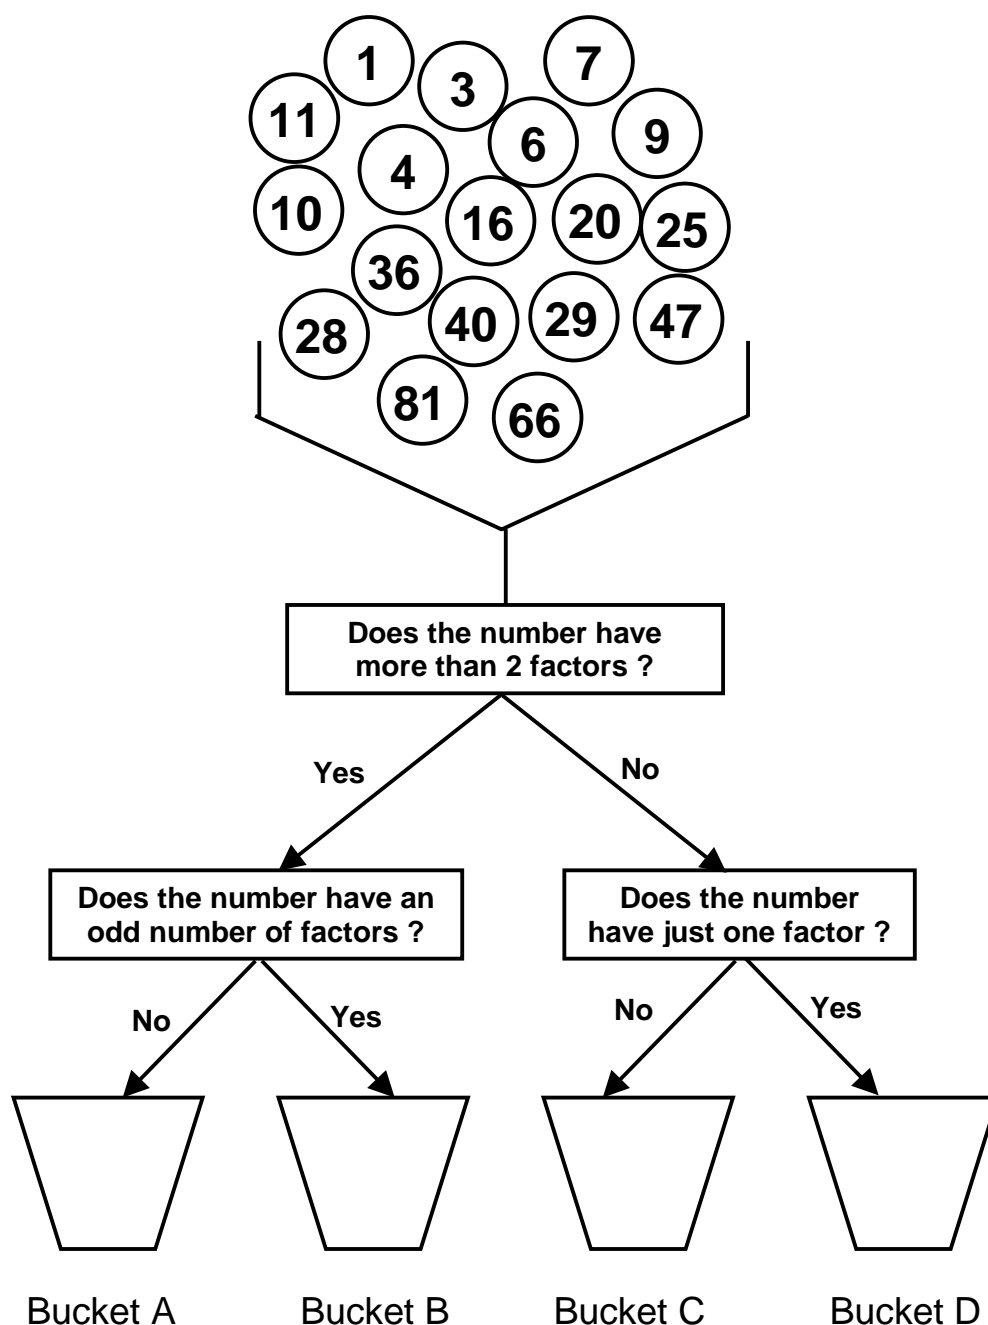 1
3
7
11
6
9
4
10
16
20
25
36
28
40
29
47
81
66
Does the number have
more than 2 factors ?
Yes
No
Does the number have an
odd number of factors ?
Does the number
have just one factor ?
No
Yes
No
Yes
Bucket A
Bucket B
Bucket C
Bucket D